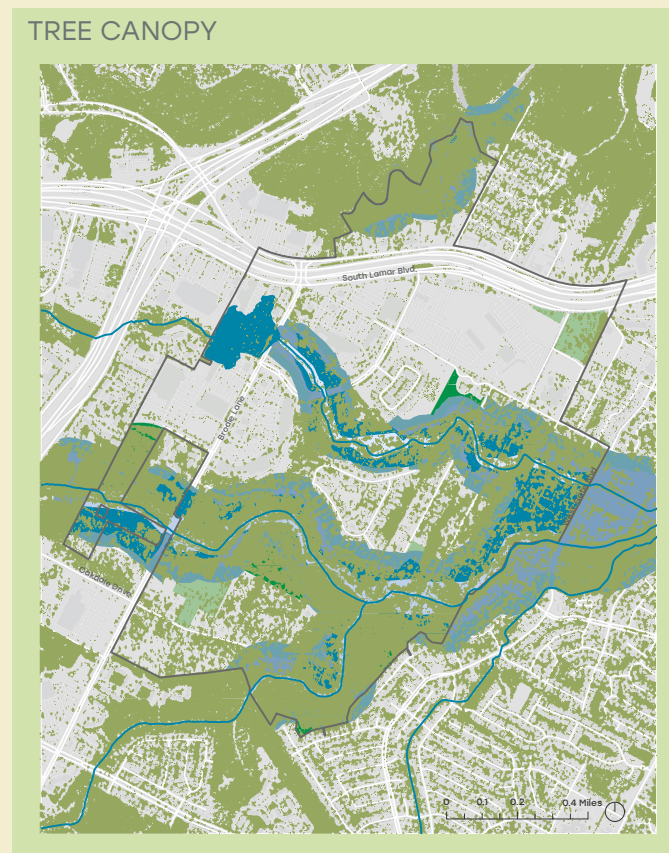 TREE CANOPY
South Lamar Blvd.
Brodie Lane
Oakdale Drive
0 0.1 0.2 0.4 Miles